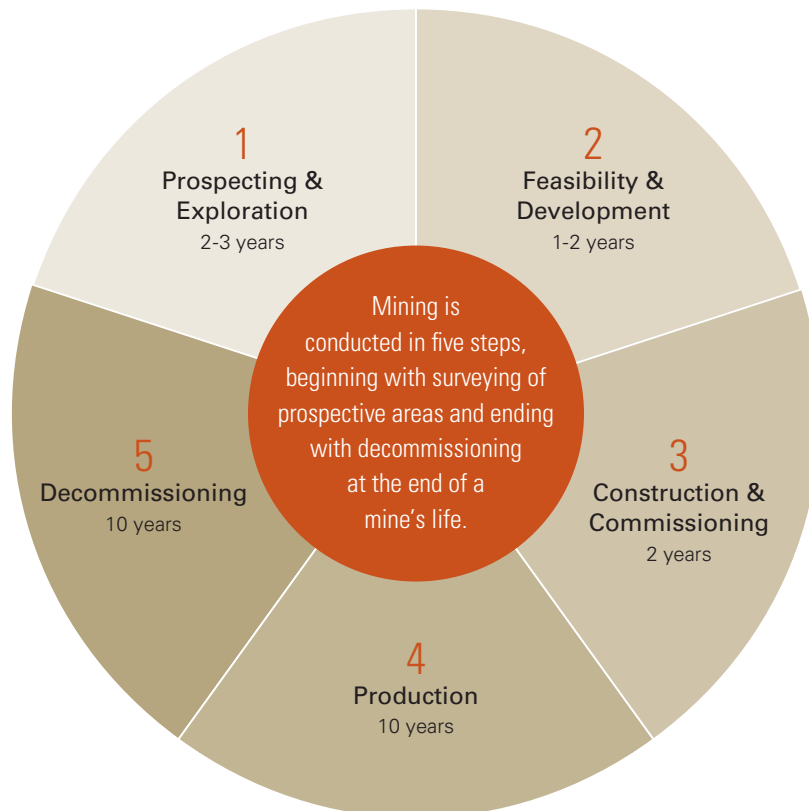 1
Prospecting &
Exploration
2-3 years
2
Feasibility &
Development
1-2 years
Mining is
conducted in five steps,
beginning with surveying of
prospective areas and ending
with decommissioning
at the end of a
mine’s life.
3
Construction &
Commissioning
2 years
4
Production
10 years
5
Decommissioning
10 years